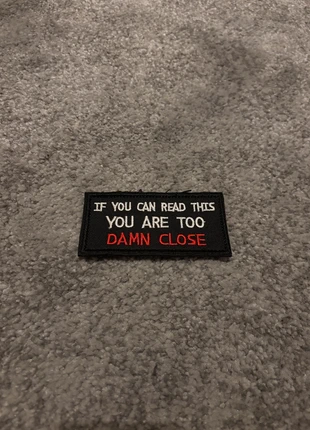 IF YOU CAN READ THIS
YOU ARE TOO
DAMN CLOSE